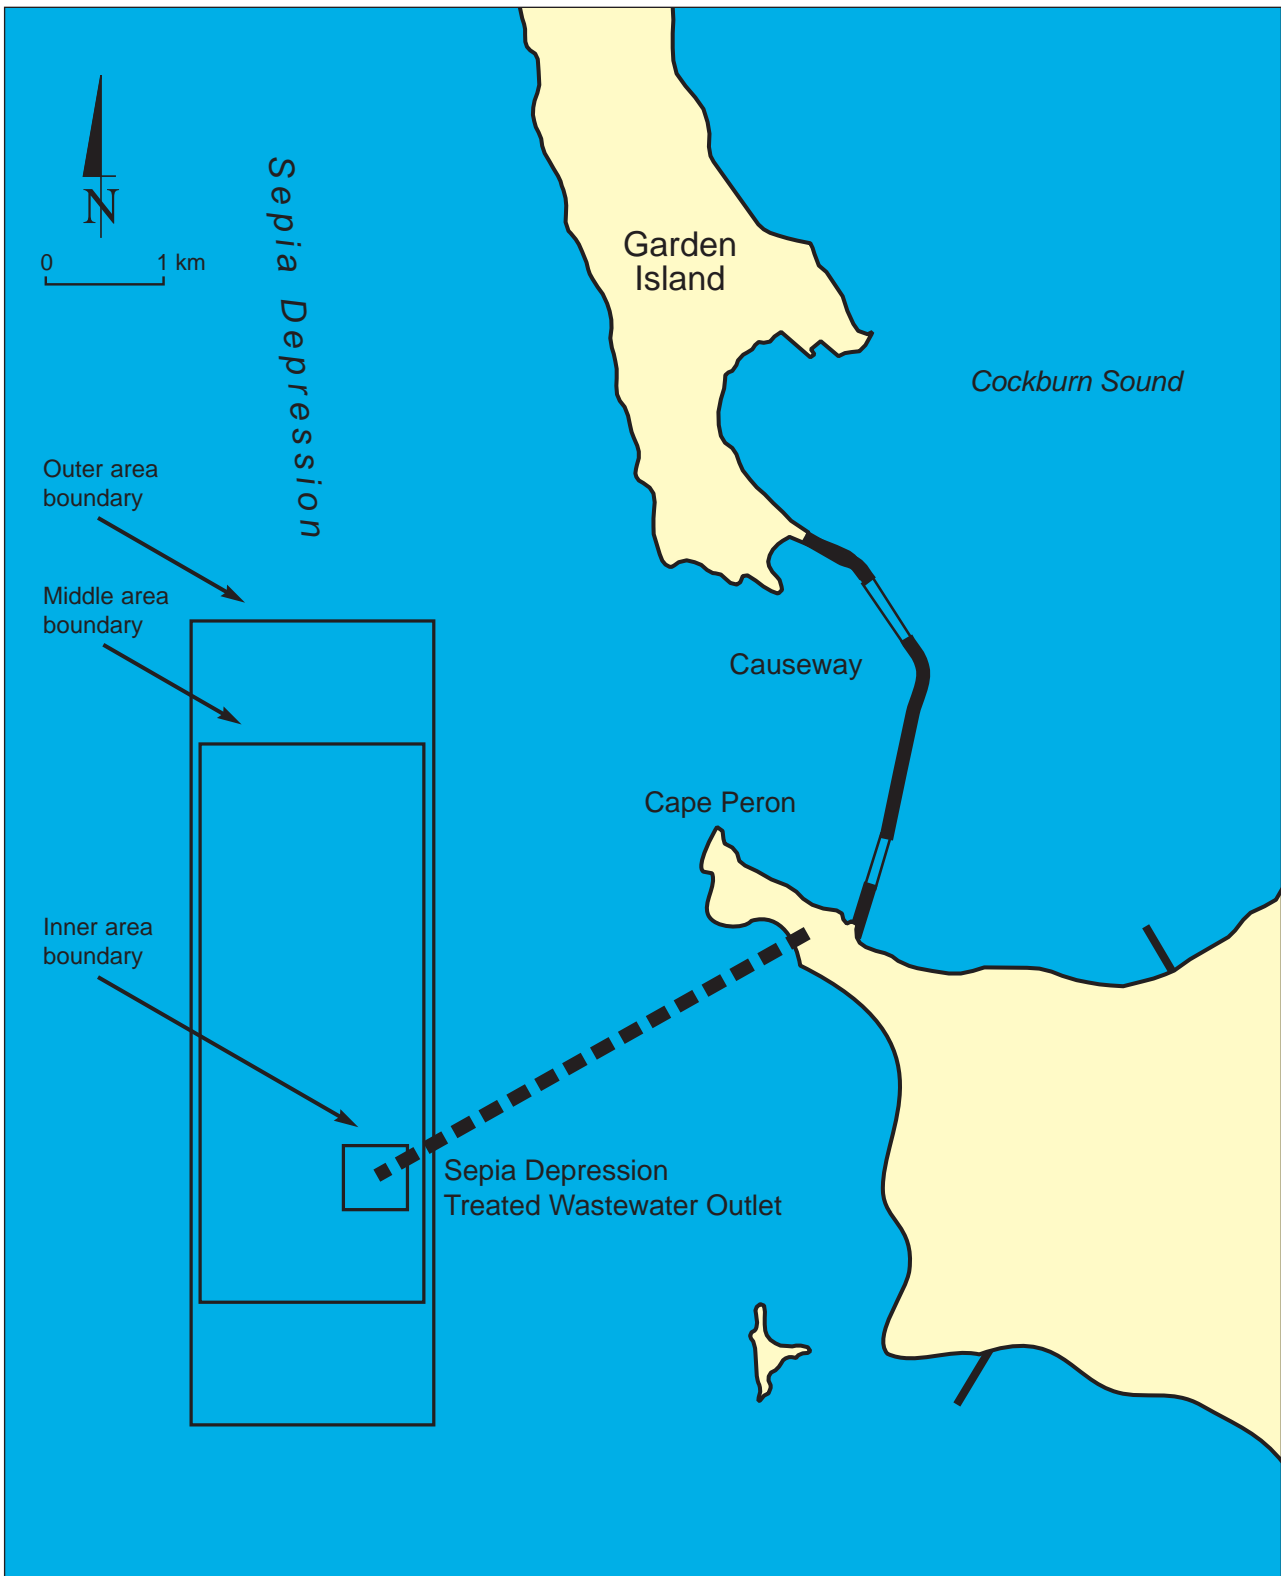 Sepia Depression
N
0 1 km
Garden
Island
Cockburn Sound
Outer area
boundary
Middle area
boundary
Causeway
Cape Peron
Inner area
boundary
Sepia Depression
Treated Wastewater Outlet